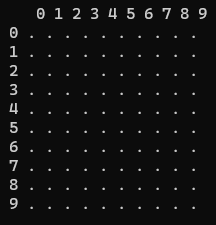 0 1 2 3 4 5 6 7 8 9
0 . . . . . . . . . .
1 . . . . . . . . . .
2 . . . . . . . . . .
3 . . . . . . . . . .
4 . . . . . . . . . .
5 . . . . . . . . . .
6 . . . . . . . . . .
7 . . . . . . . . . .
8 . . . . . . . . . .
9 . . . . . . . . . .